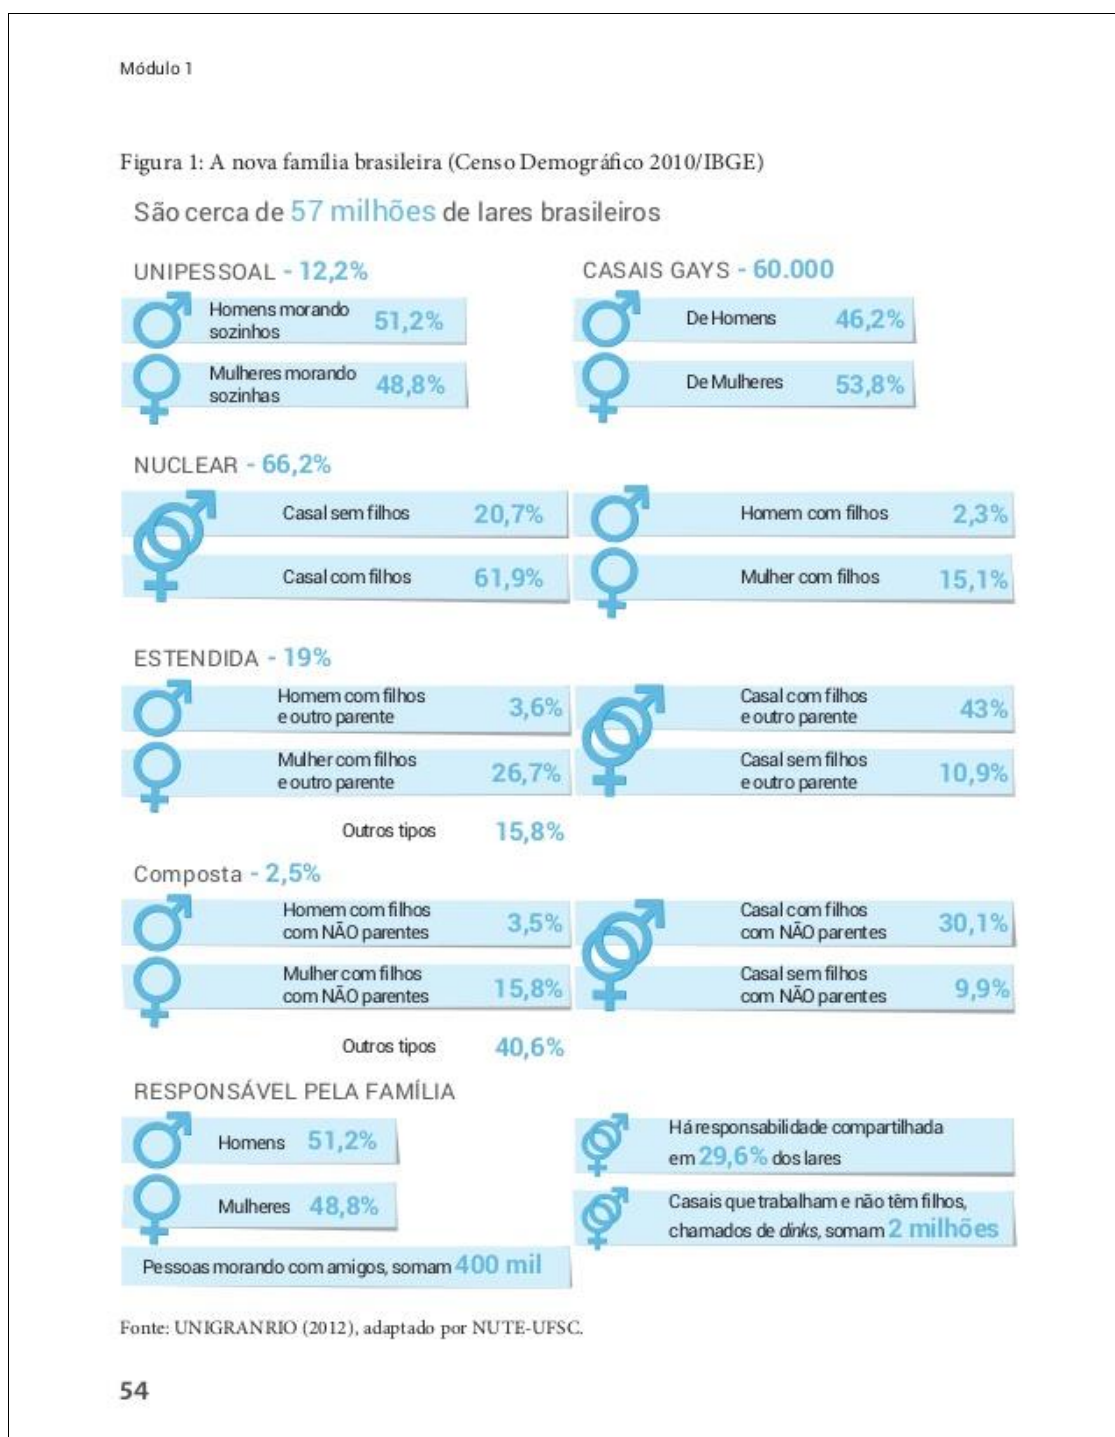 Módulo 1
Figura 1: A nova família brasileira (Censo Demográfico 2010/IBGE)
São cerca de 57 milhões de lares brasileiros
UNIPESSOAL - 12,2%
Homens morando
sozinhos
51,2%
Mulheres morando
sozinhas
48,8%
CASAIS GAYS - 60.000
De Homens 46,2%
De Mulheres 53,8%
NUCLEAR - 66,2%
Casal sem filhos 20,7%
Casal com filhos 61,9%
Homem com filhos 2,3%
Mulher com filhos 15,1%
ESTENDIDA - 19%
Homem com filhos
e outro parente
3,6%
Mulher com filhos
e outro parente
26,7%
Outros tipos 15,8%
Casal com filhos
e outro parente
43%
Casal sem filhos
e outro parente
10,9%
Composta - 2,5%
Homem com filhos
com NÃO parentes
3,5%
Mulher com filhos
com NÃO parentes
15,8%
Outros tipos 40,6%
Casal com filhos
com NÃO parentes
30,1%
Casal sem filhos
com NÃO parentes
9,9%
RESPONSÁVEL PELA FAMÍLIA
Homens 51,2%
Mulheres 48,8%
Há responsabilidade compartilhada
em 29,6% dos lares
Casais que trabalham e não têm filhos,
chamados de dinks, somam 2 milhões
Pessoas morando com amigos, somam 400 mil
Fonte: UNIGRANRIO (2012), adaptado por NUTE-UFSC.
54